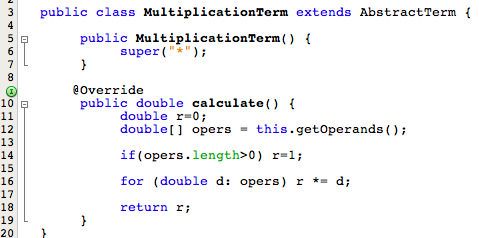 3 public class MultiplicationTerm extends AbstractTerm {
4
5 public MultiplicationTerm() {
6 super("*");
7 }
8
@Override
10 public double calculate() {
11 double r=0;
12 double[] opers = this.getOperands();
13
14 if(opers.length>0) r=1;
15
16 for (double d: opers) r *= d;
17
18 return r;
19 }
20 }